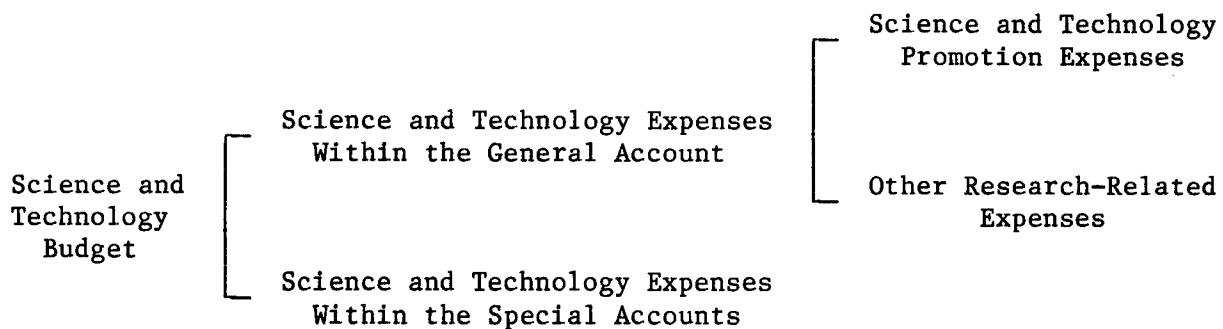 Science and Technology
Promotion Expenses
Science and Technology Expenses
Within the General Account
Science and
Technology
Budget
Other Research-Related
Expenses
Science and Technology Expenses
Within the Special Accounts